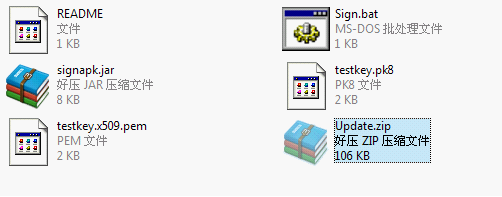 README
文件
1 KB
Sign.bat
MS-DOS 批处理文件
1 KB
signapk.jar
好压 JAR 压缩文件
8 KB
testkey.pk8
PK8 文件
2 KB
testkey.x509.pem
PEM 文件
2 KB
Update.zip
好压 ZIP 压缩文件
106 KB